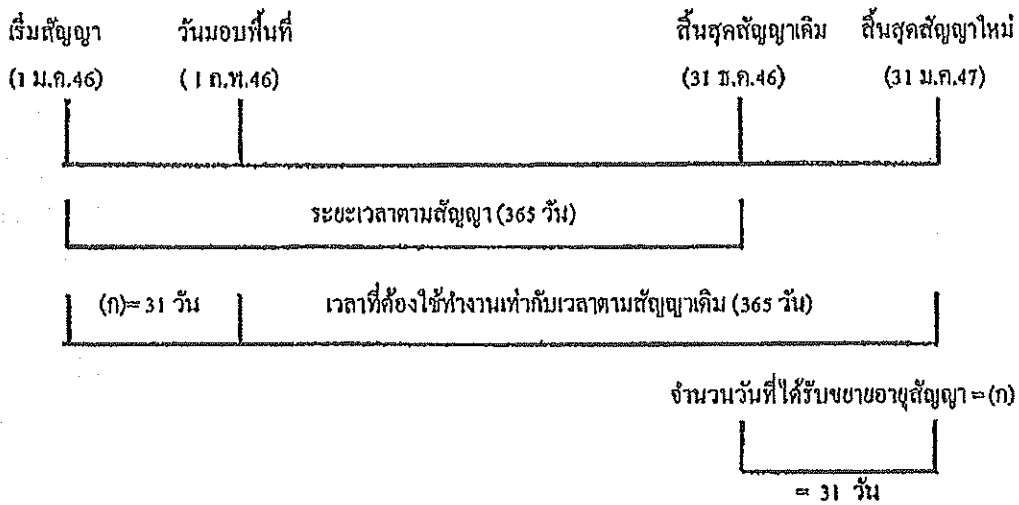 เริ่มสัญญา วันมอบพื้นที่ สิ้นสุดสัญญาเดิม สิ้นสุดสัญญาใหม่
(1 ม.ค.46) (1 ก.พ.46) (31 ธ.ค.46) (31 ม.ค.47)
ระยะเวลาตามสัญญา (365 วัน)
(ก)= 31 วัน เวลาที่ต้องใช้ทำงานเท่ากับเวลาตามสัญญาเดิม (365 วัน)
จำนวนวันที่ได้รับขยายอายุสัญญา = (ก)
= 31 วัน